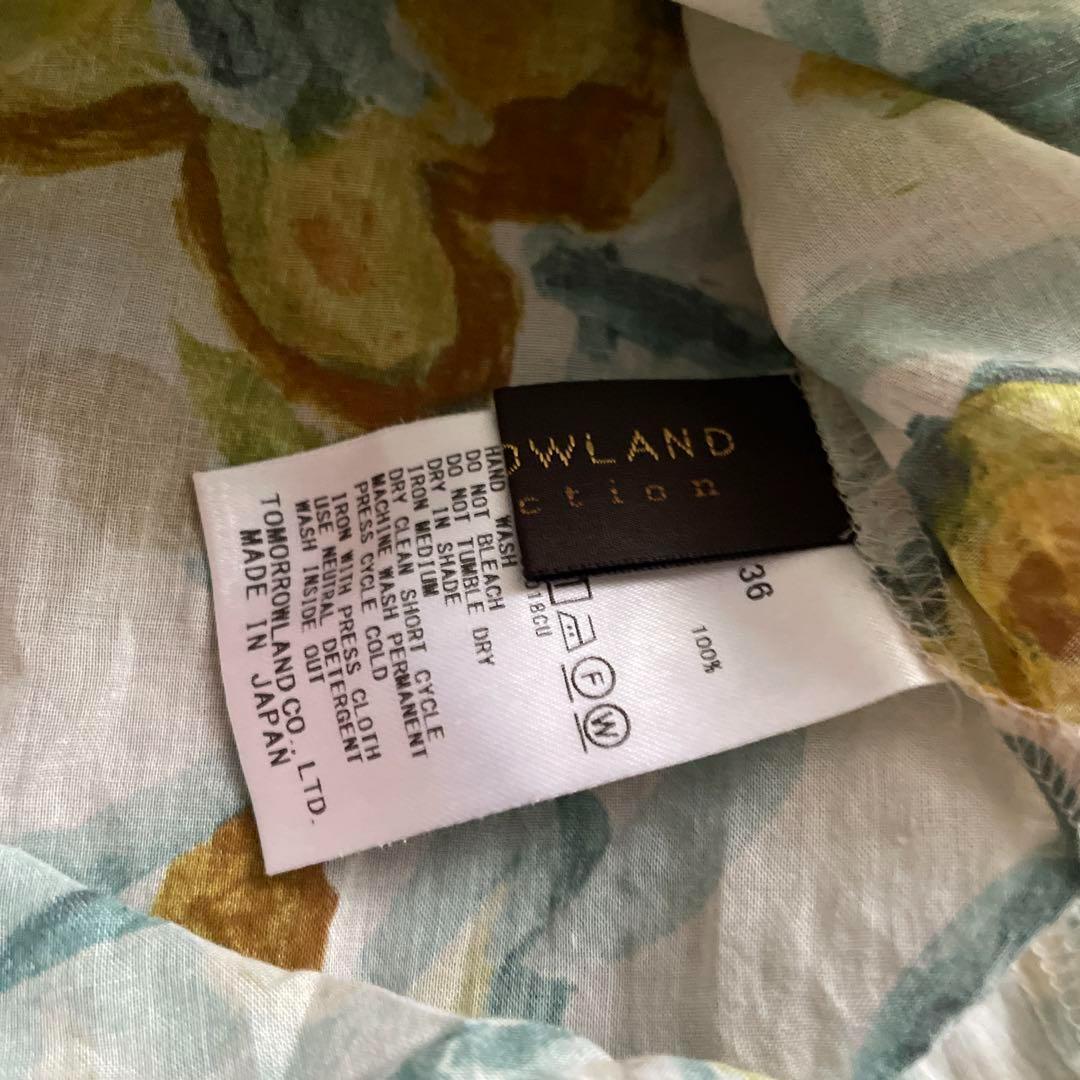 OWLAND
ction
36
100%
F
W
18CU
HAND WASH
DO NOT BLEACH
DO NOT TUMBLE DRY
DRY IN SHADE
IRON MEDIUM
DRY CLEAN SHORT CYCLE
MACHINE WASH PERMANENT
PRESS CYCLE COLD
IRON WITH PRESS CLOTH
USE NEUTRAL DETERGENT
WASH INSIDE OUT
TOMORROWLAND CO., LTD.
MADE IN JAPAN